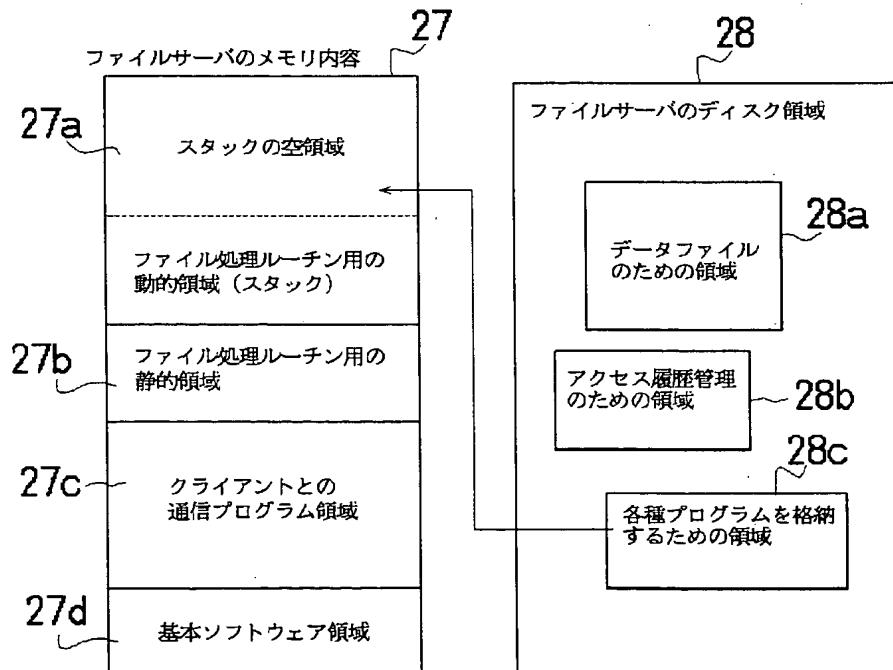 27
ファイルサーバのメモリ内容
27a
スタックの空領域
ファイル処理ルーチン用の
動的領域（スタック）
27b
ファイル処理ルーチン用の
静的領域
27c
クライアントとの
通信プログラム領域
27d
基本ソフトウェア領域
28
ファイルサーバのディスク領域
28a
データファイル
のための領域
アクセス履歴管理
のための領域
28b
28c
各種プログラムを格納
するための領域